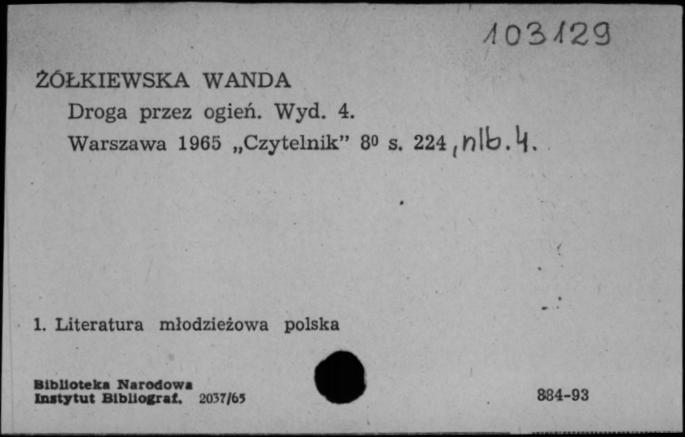 103129
ŻÓŁKIEWSKA WANDA
Droga przez ogień. Wyd. 4.
Warszawa 1965 „Czytelnik” 8º s. 224, nlb. 4.
1. Literatura młodzieżowa polska
Biblioteka Narodowa
Instytut Bibliograf. 2037/65
884-93